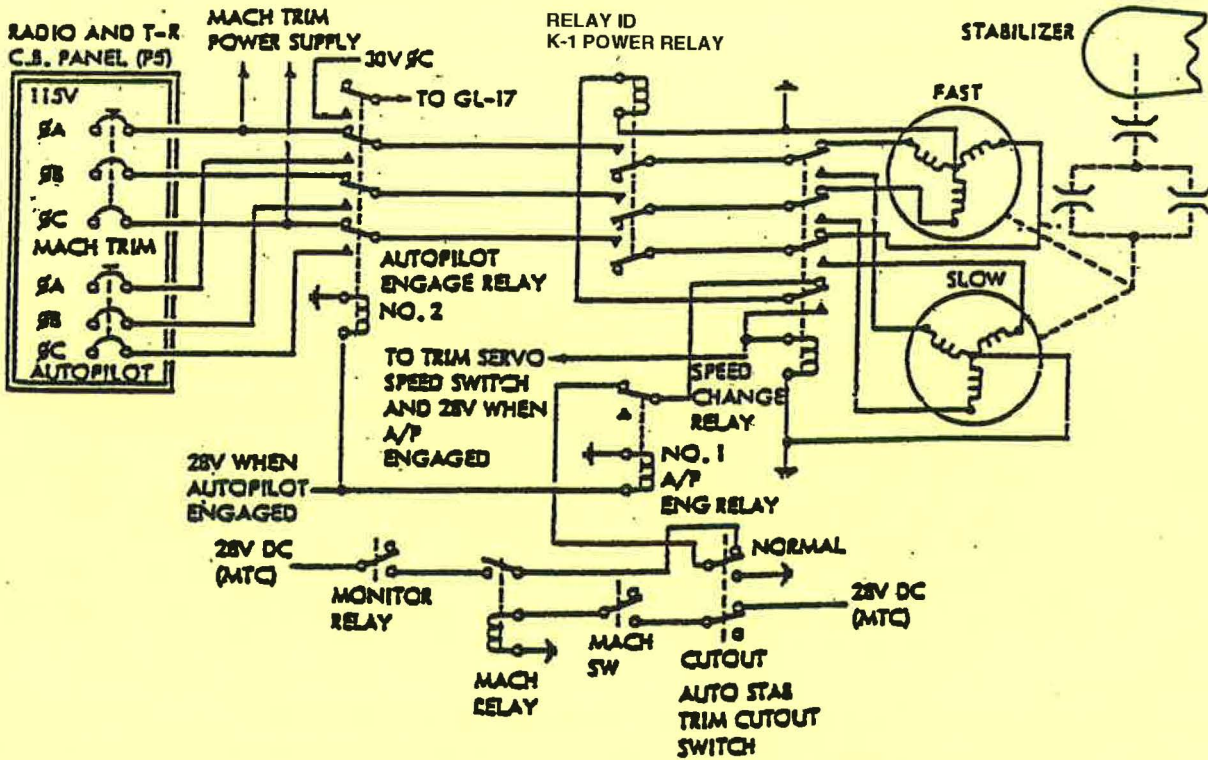 RADIO AND T-R
C.B. PANEL (P5)
115V
ØA
ØB
ØC
MACH TRIM
ØA
ØB
ØC
AUTOPILOT
MACH TRIM
POWER SUPPLY
30V ØC
TO GL-17
AUTOPILOT
ENGAGE RELAY
NO. 2
RELAY ID
K-1 POWER RELAY
STABILIZER
FAST
SLOW
TO TRIM SERVO
SPEED SWITCH
AND 28V WHEN
A/P
ENGAGED
SPEED
CHANGE
RELAY
NO. 1
A/P
ENG RELAY
28V WHEN
AUTOPILOT
ENGAGED
28V DC
(MTC)
MONITOR
RELAY
MACH
RELAY
MACH
SW
NORMAL
28V DC
(MTC)
CUTOUT
AUTO STAB
TRIM CUTOUT
SWITCH